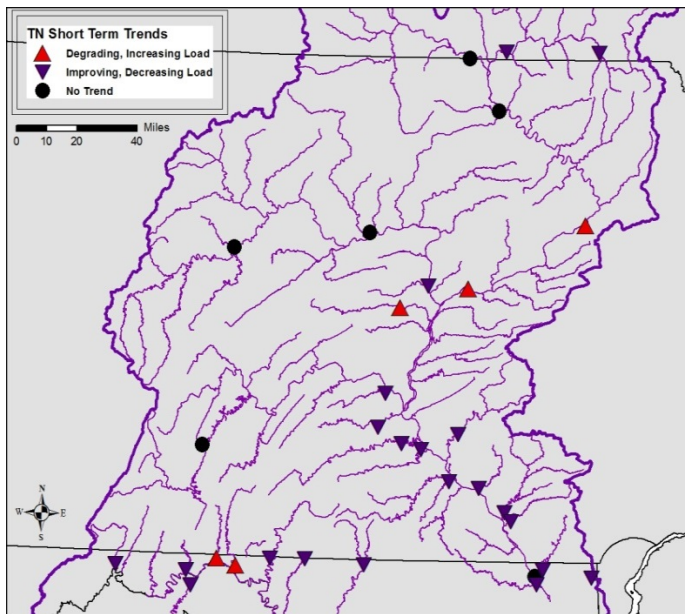 TN Short Term Trends
Degrading, Increasing Load
Improving, Decreasing Load
No Trend
Miles
0 10 20 40
N
W E
S